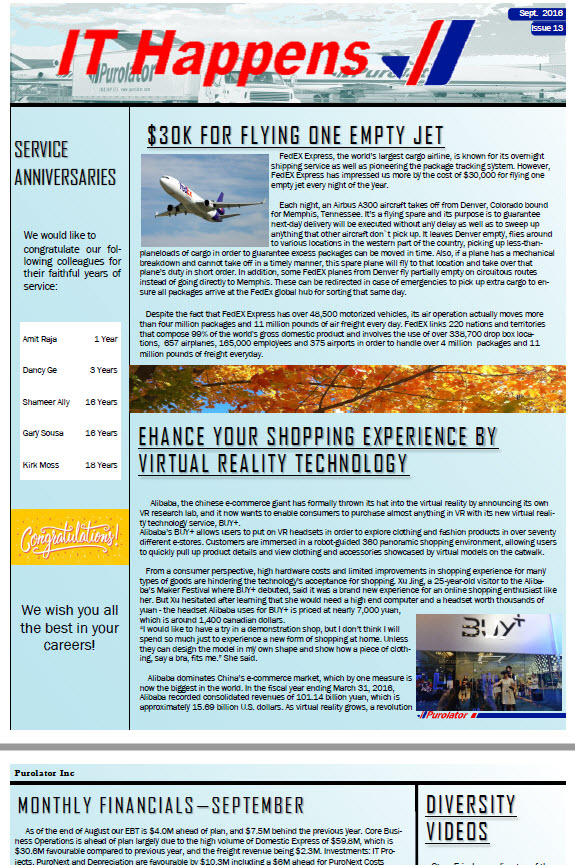 Sept. 2016
Issue 13
IT Happens
Purolator
Purolator
SERVICE
ANNIVERSARIES
We would like to
congratulate our fol-
lowing colleagues for
their faithful years of
service:
Amit Raja 1 Year
Dancy Ge 3 Years
Shameer Ally 16 Years
Gary Sousa 16 Years
Kirk Moss 18 Years
Congratulations!
We wish you all
the best in your
careers!
$30K FOR FLYING ONE EMPTY JET
FedEx Express, the world's largest cargo airline, is known for its overnight
shipping service as well as pioneering the package tracking system. However,
FedEx Express has impressed us more by the cost of $30,000 for flying one
empty jet every night of the year.
Each night, an Airbus A300 aircraft takes off from Denver, Colorado bound
for Memphis, Tennessee. It's a flying spare and its purpose is to guarantee
next-day delivery will be executed without any delay as well as to sweep up
anything that other aircraft don`t pick up. It leaves Denver empty, flies around
to various locations in the western part of the country, picking up less-than-
planeloads of cargo in order to guarantee excess packages can be moved in time. Also, if a plane has a mechanical
breakdown and cannot take off in a timely manner, this spare plane will fly to that location and take over that
plane's duty in short order. In addition, some FedEx planes from Denver fly partially empty on circuitous routes
instead of going directly to Memphis. These can be redirected in case of emergencies to pick up extra cargo to en-
sure all packages arrive at the FedEx global hub for sorting that same day.
Despite the fact that FedEx Express has over 48,500 motorized vehicles, its air operation actually moves more
than four million packages and 11 million pounds of air freight every day. FedEx links 220 nations and territories
that compose 99% of the world's gross domestic product and involves the use of over 338,700 drop box loca-
tions, 657 airplanes, 165,000 employees and 375 airports in order to handle over 4 million packages and 11
million pounds of freight everyday.
EHANCE YOUR SHOPPING EXPERIENCE BY
VIRTUAL REALITY TECHNOLOGY
Alibaba, the chinese e-commerce giant has formally thrown its hat into the virtual reality by announcing its own
VR research lab, and it now wants to enable consumers to purchase almost anything in VR with its new virtual reali-
ty technology service, BUY+.
Alibaba's BUY+ allows users to put on VR headsets in order to explore clothing and fashion products in over seventy
different e-stores. Customers are immersed in a robot-guided 360 panoramic shopping environment, allowing users
to quickly pull up product details and view clothing and accessories showcased by virtual models on the catwalk.
From a consumer perspective, high hardware costs and limited improvements in shopping experience for many
types of goods are hindering the technology's acceptance for shopping. Xu Jing, a 25-year-old visitor to the Aliba-
ba's Maker Festival where BUY+ debuted, said it was a brand new experience for an online shopping enthusiast like
her. But Xu hesitated after learning that she would need a high end computer and a headset worth thousands of
yuan - the headset Alibaba uses for BUY+ is priced at nearly 7,000 yuan,
which is around 1,400 canadian dollars.
"I would like to have a try in a demonstration shop, but I don't think I will
spend so much just to experience a new form of shopping at home. Unless
they can design the model in my own shape and show how a piece of cloth-
ing, say a bra, fits me." She said.
Alibaba dominates China's e-commerce market, which by one measure is
now the biggest in the world. In the fiscal year ending March 31, 2016,
Alibaba recorded consolidated revenues of 101.14 billion yuan, which is
approximately 15.69 billion U.S. dollars. As virtual reality grows, a revolution
BUY+
Purolator
Purolator Inc
MONTHLY FINANCIALS—SEPTEMBER
As of the end of August our EBT is $4.0M ahead of plan, and $7.5M behind the previous year. Core Busi-
ness Operations is ahead of plan largely due to the high volume of Domestic Express of $59.8M, which is
$30.6M favourable compared to previous year, and the freight revenue being $2.3M. Investments: IT Pro-
jects, PuroNext and Depreciation are favourable by $10.3M including a $6M ahead for PuroNext Costs
DIVERSITY
VIDEOS